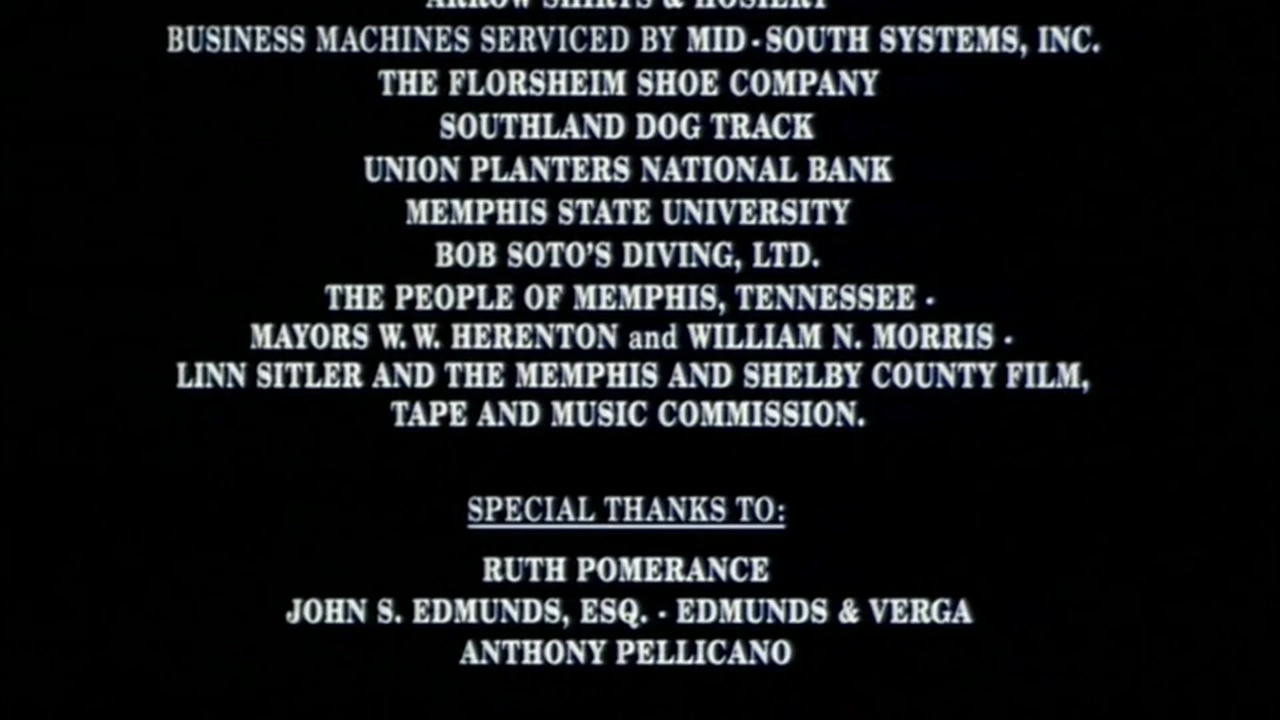 ARROW SHIRTS & HOSIERY
BUSINESS MACHINES SERVICED BY MID-SOUTH SYSTEMS, INC.
THE FLORSHEIM SHOE COMPANY
SOUTHLAND DOG TRACK
UNION PLANTERS NATIONAL BANK
MEMPHIS STATE UNIVERSITY
BOB SOTO'S DIVING, LTD.
THE PEOPLE OF MEMPHIS, TENNESSEE -
MAYORS W. W. HERENTON and WILLIAM N. MORRIS -
LINN SITLER AND THE MEMPHIS AND SHELBY COUNTY FILM,
TAPE AND MUSIC COMMISSION.
SPECIAL THANKS TO:
RUTH POMERANCE
JOHN S. EDMUNDS, ESQ. - EDMUNDS & VERGA
ANTHONY PELLICANO